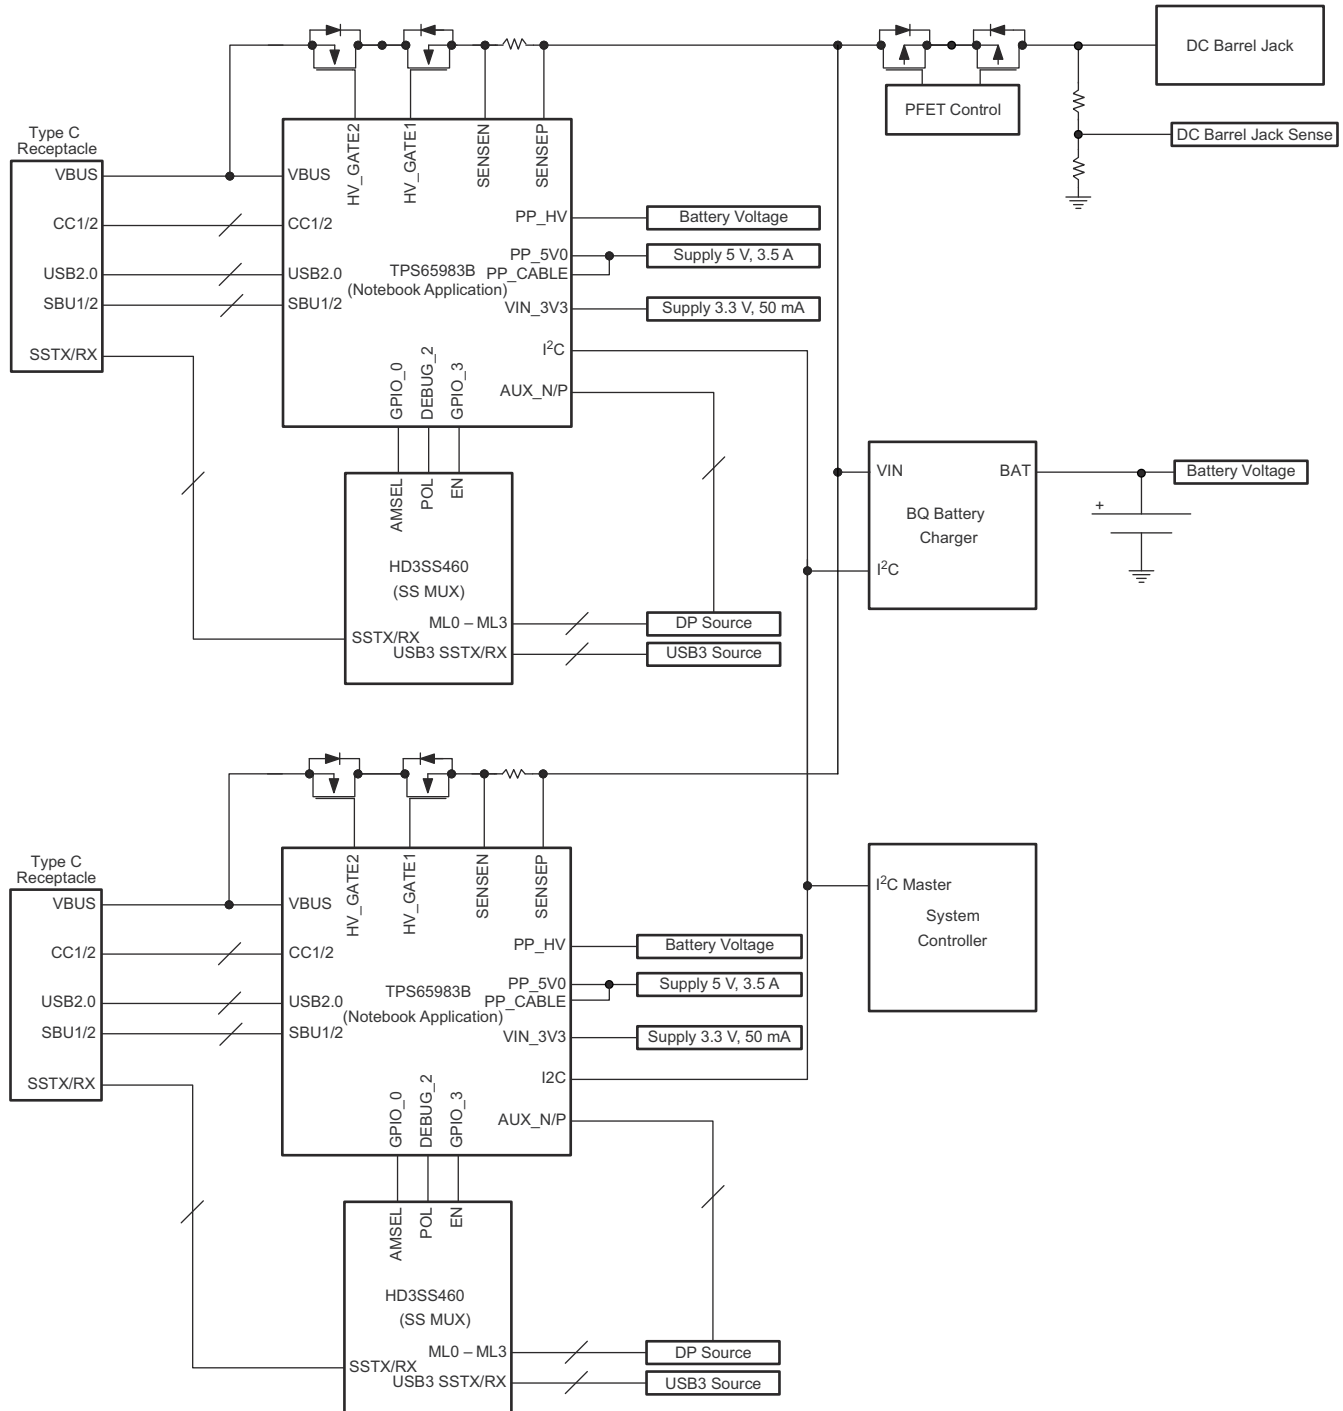 DC Barrel Jack
PFET Control
DC Barrel Jack Sense
Type C
Receptacle
VBUS
CC1/2
USB2.0
SBU1/2
SSTX/RX
HV_GATE2
HV_GATE1
SENSEN
SENSEP
VBUS
CC1/2
USB2.0
SBU1/2
TPS65983B
(Notebook Application)
PP_HV
PP_5V0
PP_CABLE
VIN_3V3
I²C
AUX_N/P
GPIO_0
DEBUG_2
GPIO_3
Battery Voltage
Supply 5 V, 3.5 A
Supply 3.3 V, 50 mA
AMSEL
POL
EN
HD3SS460
(SS MUX)
ML0 – ML3
SSTX/RX
USB3 SSTX/RX
DP Source
USB3 Source
VIN
BAT
BQ Battery
Charger
I²C
Battery Voltage
+
Type C
Receptacle
VBUS
CC1/2
USB2.0
SBU1/2
SSTX/RX
HV_GATE2
HV_GATE1
SENSEN
SENSEP
VBUS
CC1/2
USB2.0
SBU1/2
TPS65983B
(Notebook Application)
PP_HV
PP_5V0
PP_CABLE
VIN_3V3
I2C
AUX_N/P
GPIO_0
DEBUG_2
GPIO_3
Battery Voltage
Supply 5 V, 3.5 A
Supply 3.3 V, 50 mA
I²C Master
System
Controller
AMSEL
POL
EN
HD3SS460
(SS MUX)
ML0 – ML3
SSTX/RX
USB3 SSTX/RX
DP Source
USB3 Source